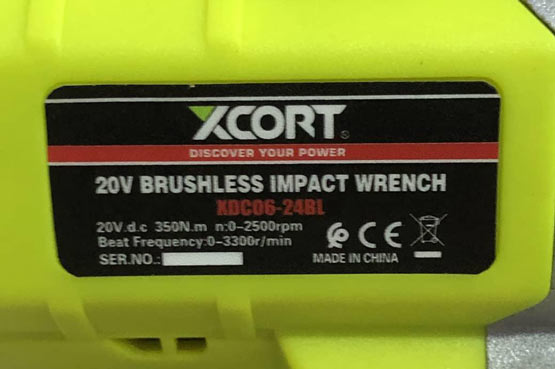 XCORT
DISCOVER YOUR POWER
20V BRUSHLESS IMPACT WRENCH
XDC06-24BL
20V.d.c 350N.m n:0-2500rpm
Beat Frequency:0-3300r/min
SER.NO.:
CE
MADE IN CHINA